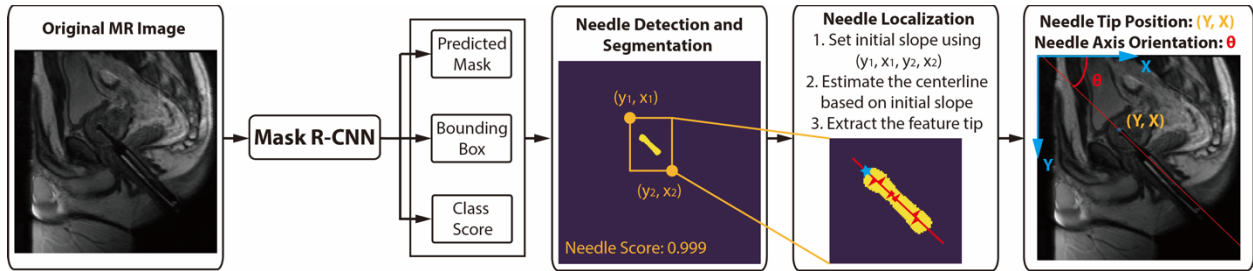 Original MR Image
Mask R-CNN
Predicted
Mask
Bounding
Box
Class
Score
Needle Detection and
Segmentation
(y₁, x₁)
(y₂, x₂)
Needle Score: 0.999
Needle Localization
1. Set initial slope using
(y₁, x₁, y₂, x₂)
2. Estimate the centerline
based on initial slope
3. Extract the feature tip
Needle Tip Position: (Y, X)
Needle Axis Orientation: θ
X
θ
(Y, X)
Y